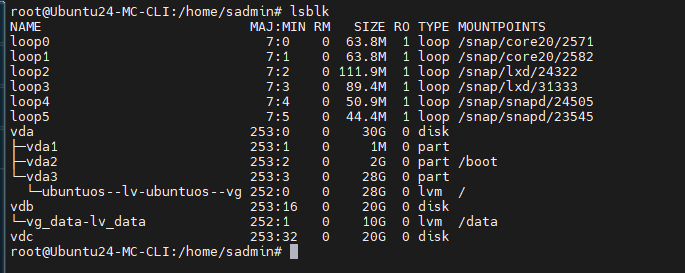 root@Ubuntu24-MC-CLI:/home/sadmin# lsblk
NAME                        MAJ:MIN RM   SIZE RO TYPE MOUNTPOINTS
loop0                         7:0    0  63.8M  1 loop /snap/core20/2571
loop1                         7:1    0  63.8M  1 loop /snap/core20/2582
loop2                         7:2    0 111.9M  1 loop /snap/lxd/24322
loop3                         7:3    0  89.4M  1 loop /snap/lxd/31333
loop4                         7:4    0  50.9M  1 loop /snap/snapd/24505
loop5                         7:5    0  44.4M  1 loop /snap/snapd/23545
vda                         253:0    0    30G  0 disk
├─vda1                      253:1    0     1M  0 part
├─vda2                      253:2    0     2G  0 part /boot
└─vda3                      253:3    0    28G  0 part
  └─ubuntuos--lv-ubuntuos--vg 252:0    0    28G  0 lvm  /
vdb                         253:16   0    20G  0 disk
└─vg_data-lv_data           252:1    0    10G  0 lvm  /data
vdc                         253:32   0    20G  0 disk
root@Ubuntu24-MC-CLI:/home/sadmin#